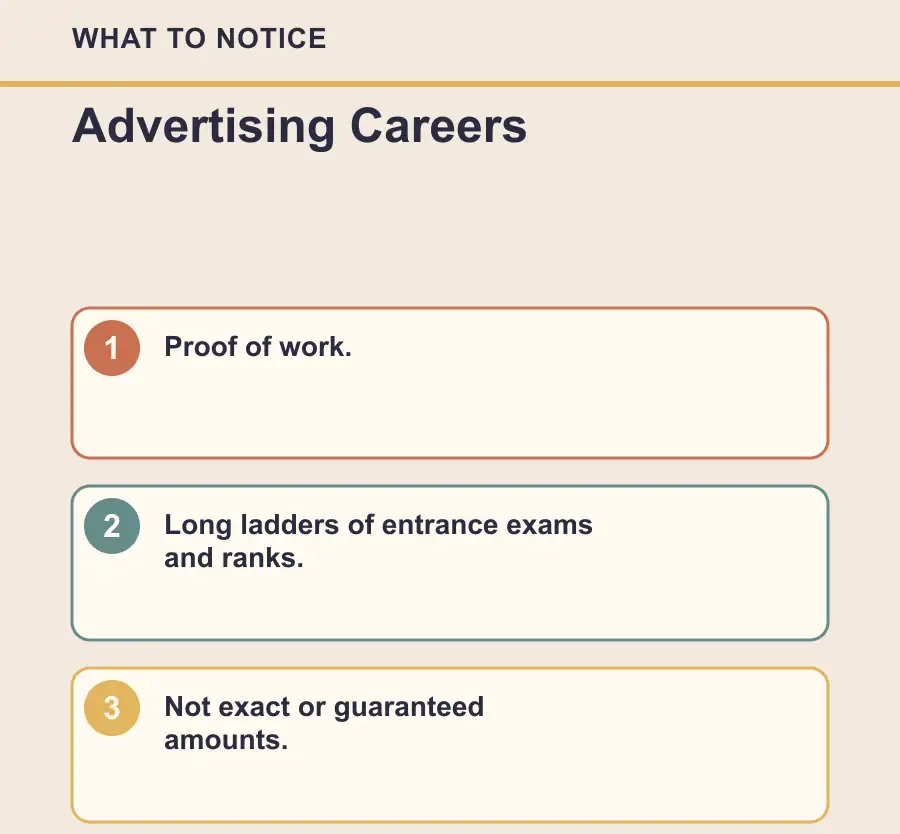 WHAT TO NOTICE
Advertising Careers
1
Proof of work.
2
Long ladders of entrance exams
and ranks.
3
Not exact or guaranteed
amounts.